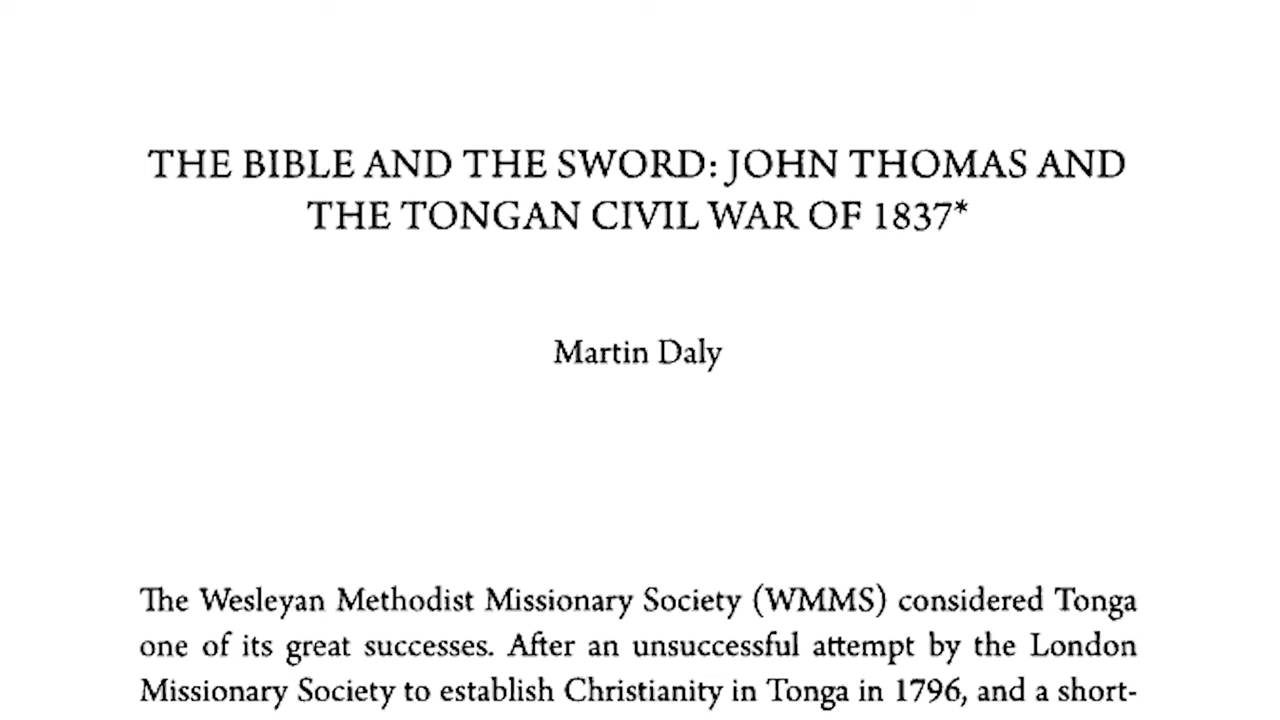 THE BIBLE AND THE SWORD: JOHN THOMAS AND
THE TONGAN CIVIL WAR OF 1837*
Martin Daly
The Wesleyan Methodist Missionary Society (WMMS) considered Tonga
one of its great successes. After an unsuccessful attempt by the London
Missionary Society to establish Christianity in Tonga in 1796, and a short-